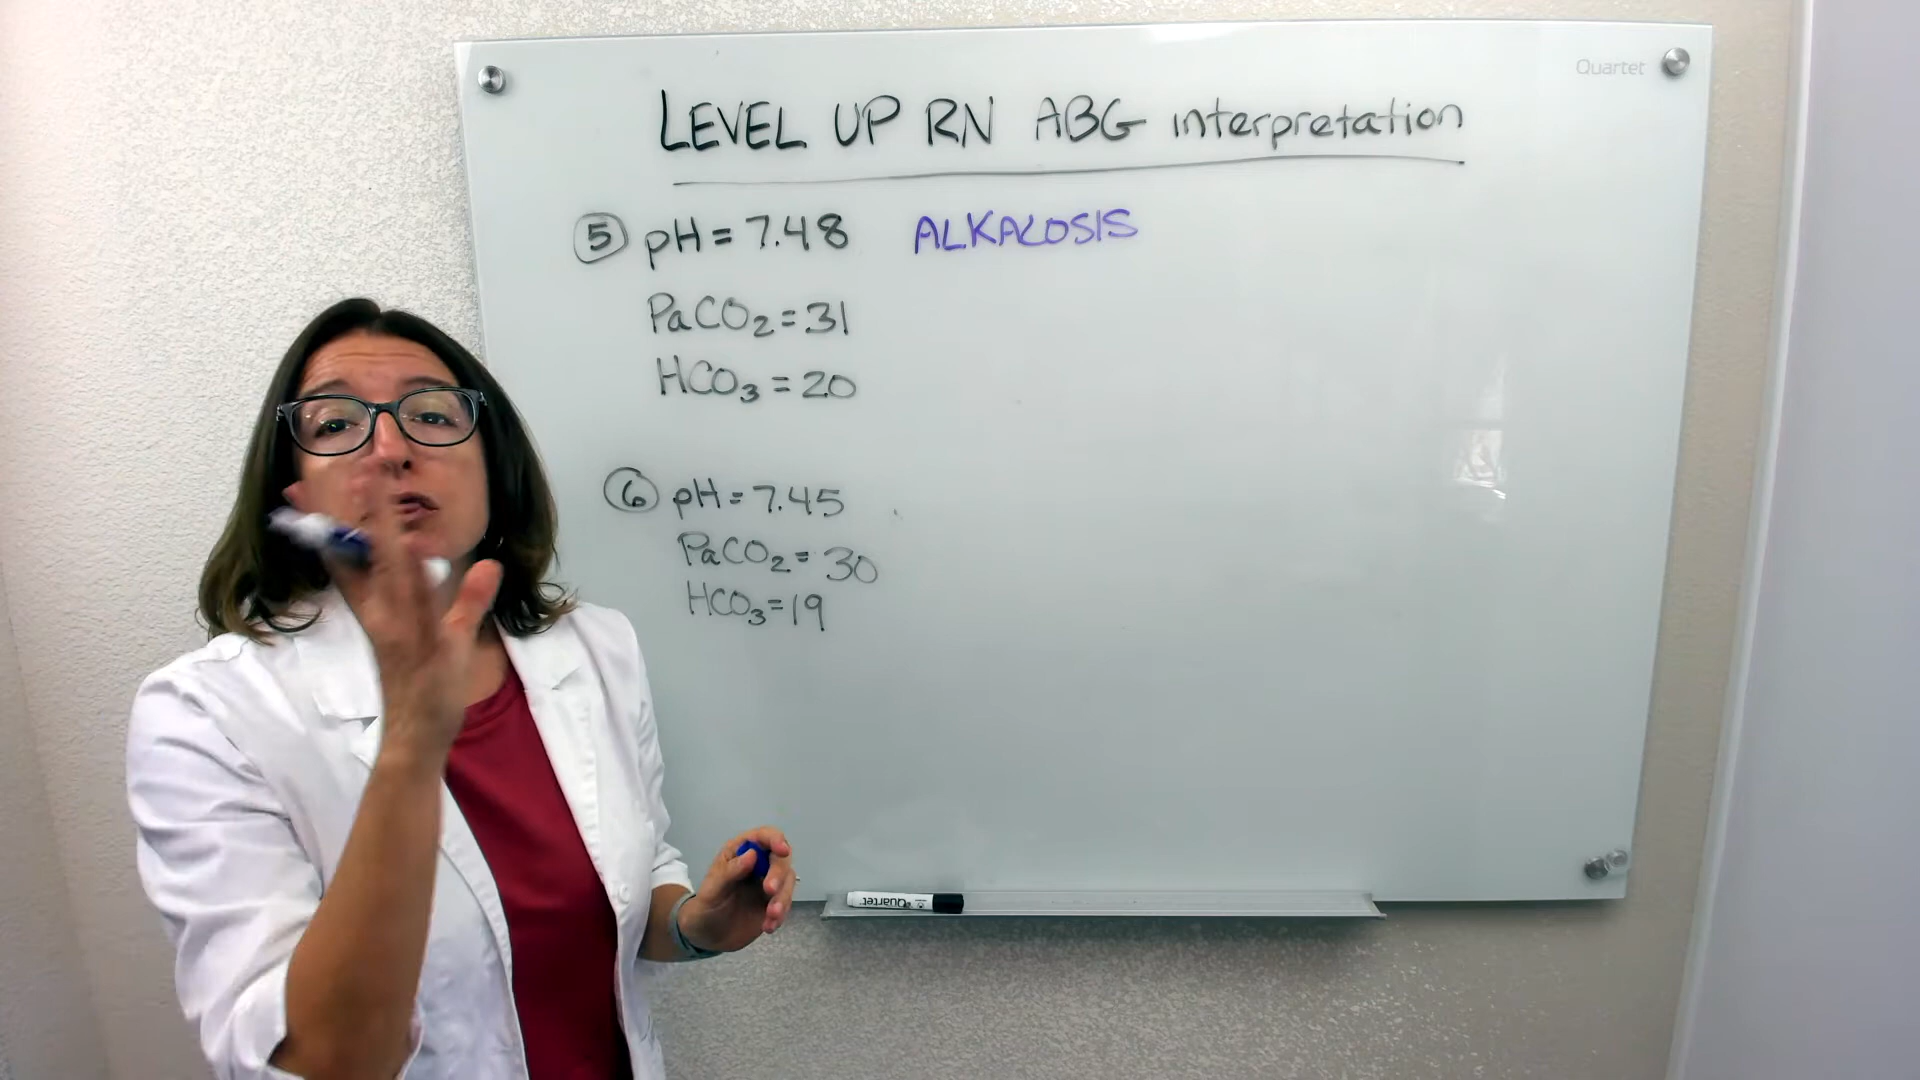 Quartet
LEVEL UP RN ABG interpretation
5 pH = 7.48 ALKALOSIS
PaCO₂ = 31
HCO₃ = 20
6 pH = 7.45
PaCO₂ = 30
HCO₃ = 19
Quartet